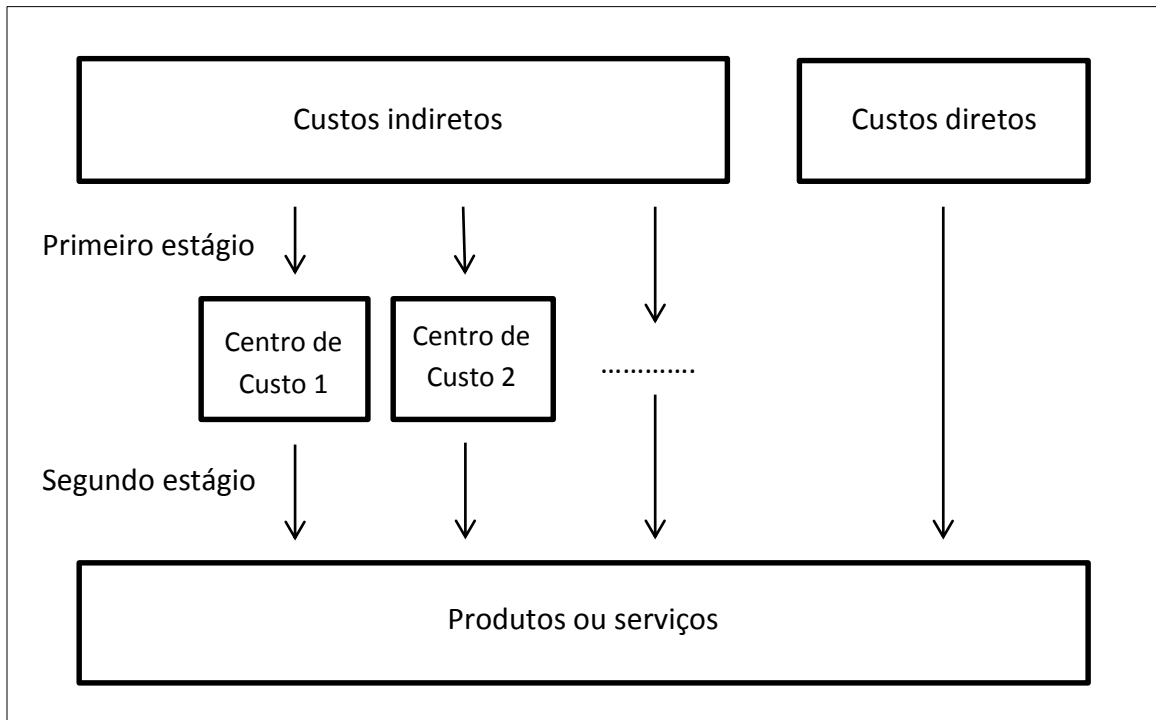 Custos indiretos
Custos diretos
Primeiro estágio
Centro de
Custo 1
Centro de
Custo 2
.............
Segundo estágio
Produtos ou serviços